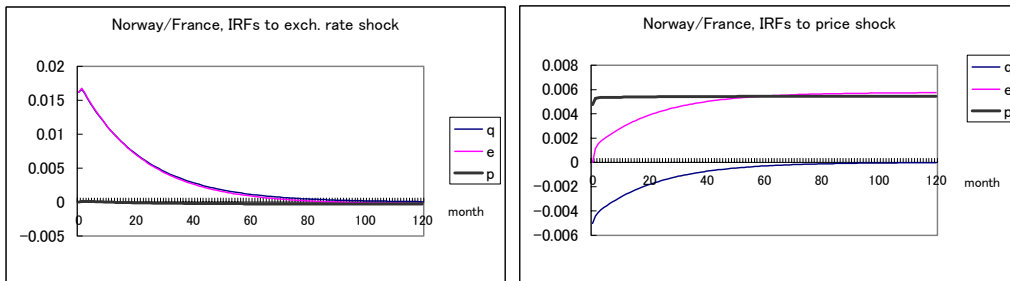 Norway/France, IRFs to exch. rate shock
0.02
0.015
0.01
0.005
0
−0.005
0 20 40 60 80 100 120
month
q
e
p
Norway/France, IRFs to price shock
0.008
0.006
0.004
0.002
0
−0.002
−0.004
−0.006
0 20 40 60 80 100 120
month
q
e
p